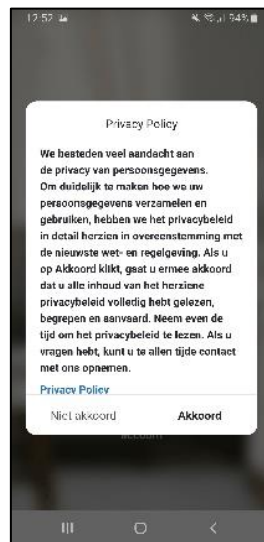 12:52
94%
Privacy Policy
We besteden veel aandacht aan
de privacy van persoonsgegevens.
Om duidelijk te maken hoe we uw
persoonsgegevens verzamelen en
gebruiken, hebben we het privacybeleid
in detail herzien in overeenstemming met
de nieuwste wet- en regelgeving. Als u
op Akkoord klikt, gaat u ermee akkoord
dat u alle inhoud van het herziene
privacybeleid volledig hebt gelezen,
begrepen en aanvaard. Neem even de
tijd om het privacybeleid te lezen. Als u
vragen hebt, kunt u te allen tijde contact
met ons opnemen.
Privacy Policy
Niet akkoord Akkoord
account